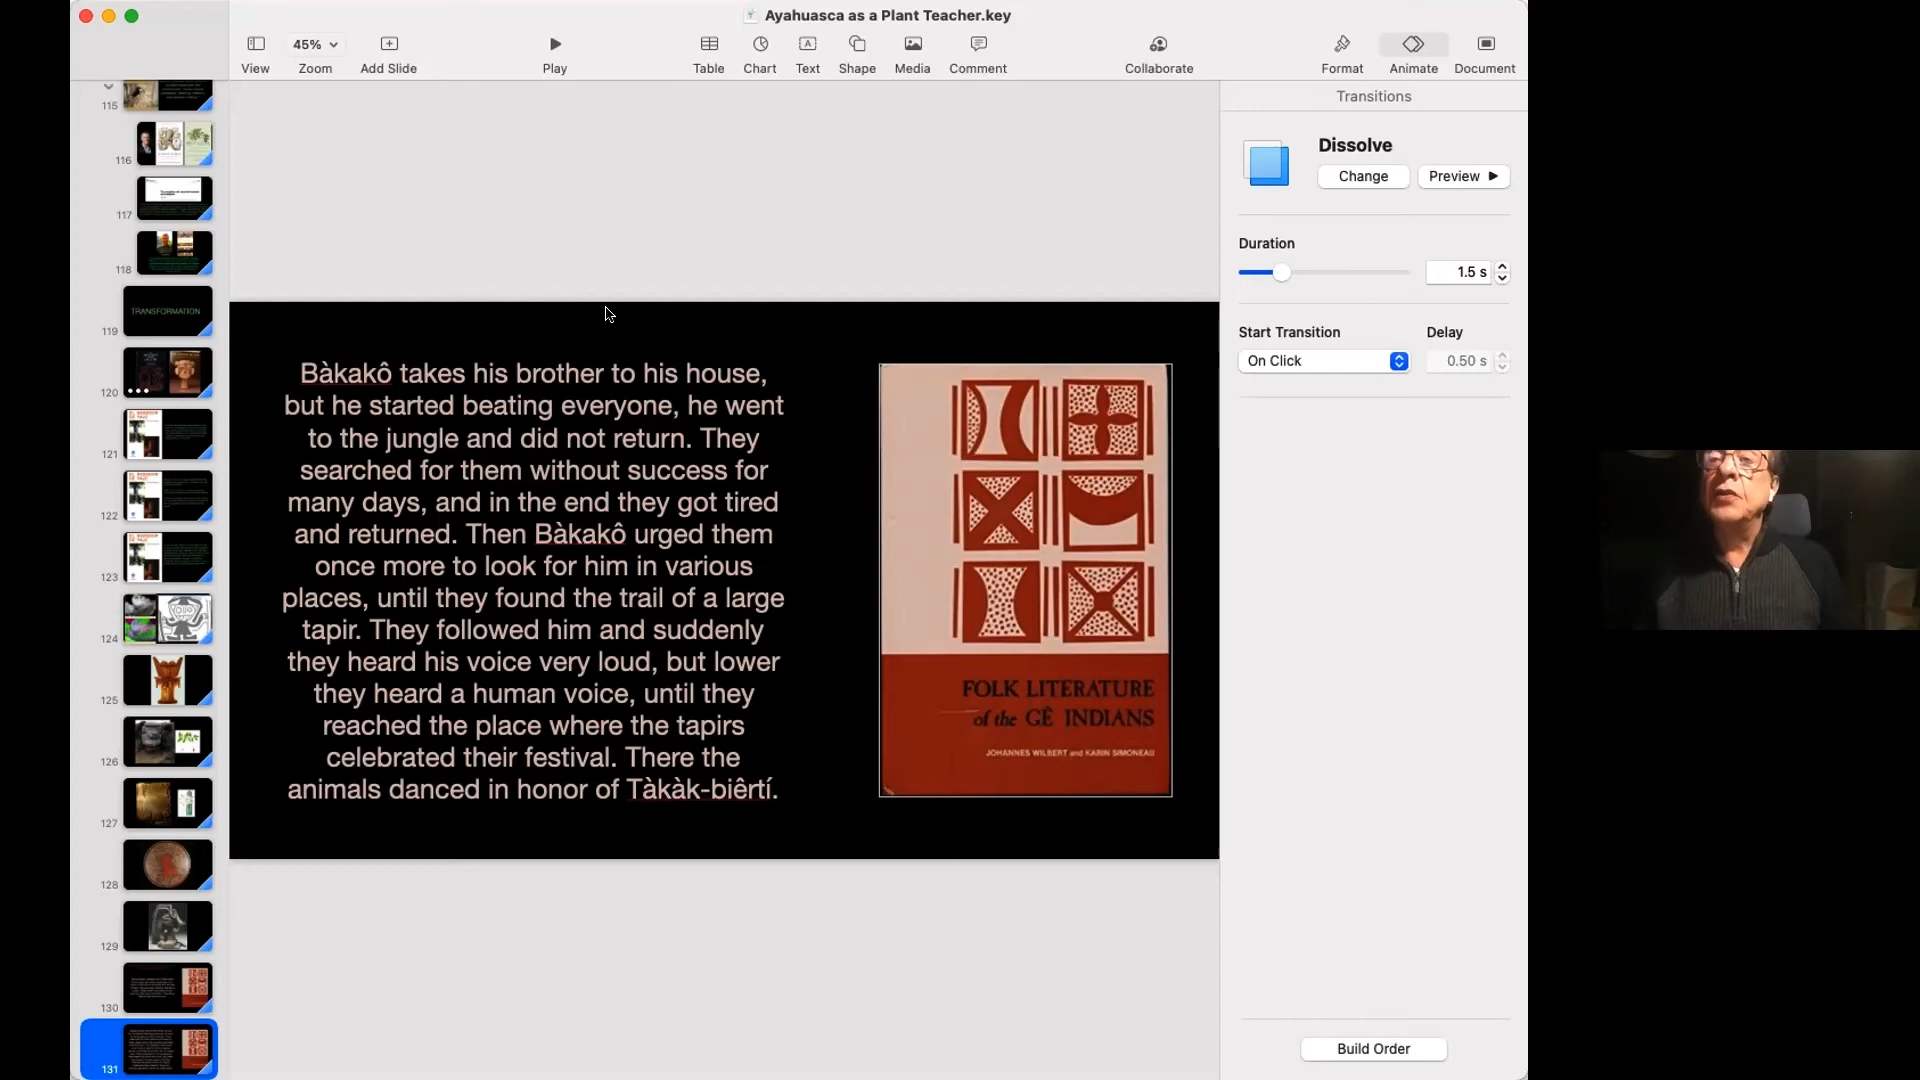 Ayahuasca as a Plant Teacher.key
45%
View
Zoom
Add Slide
Play
Table
Chart
Text
Shape
Media
Comment
Collaborate
Format
Animate
Document
115
116
117
118
119
TRANSFORMATION
120
121
122
123
124
125
126
127
128
129
130
131
Bàkakô takes his brother to his house,
but he started beating everyone, he went
to the jungle and did not return. They
searched for them without success for
many days, and in the end they got tired
and returned. Then Bàkakô urged them
once more to look for him in various
places, until they found the trail of a large
tapir. They followed him and suddenly
they heard his voice very loud, but lower
they heard a human voice, until they
reached the place where the tapirs
celebrated their festival. There the
animals danced in honor of Tàkàk-biêrtí.
FOLK LITERATURE
of the GÊ INDIANS
JOHANNES WILBERT and KARIN SIMONEAU
Transitions
Dissolve
Change
Preview
Duration
1.5 s
Start Transition
Delay
On Click
0.50 s
Build Order